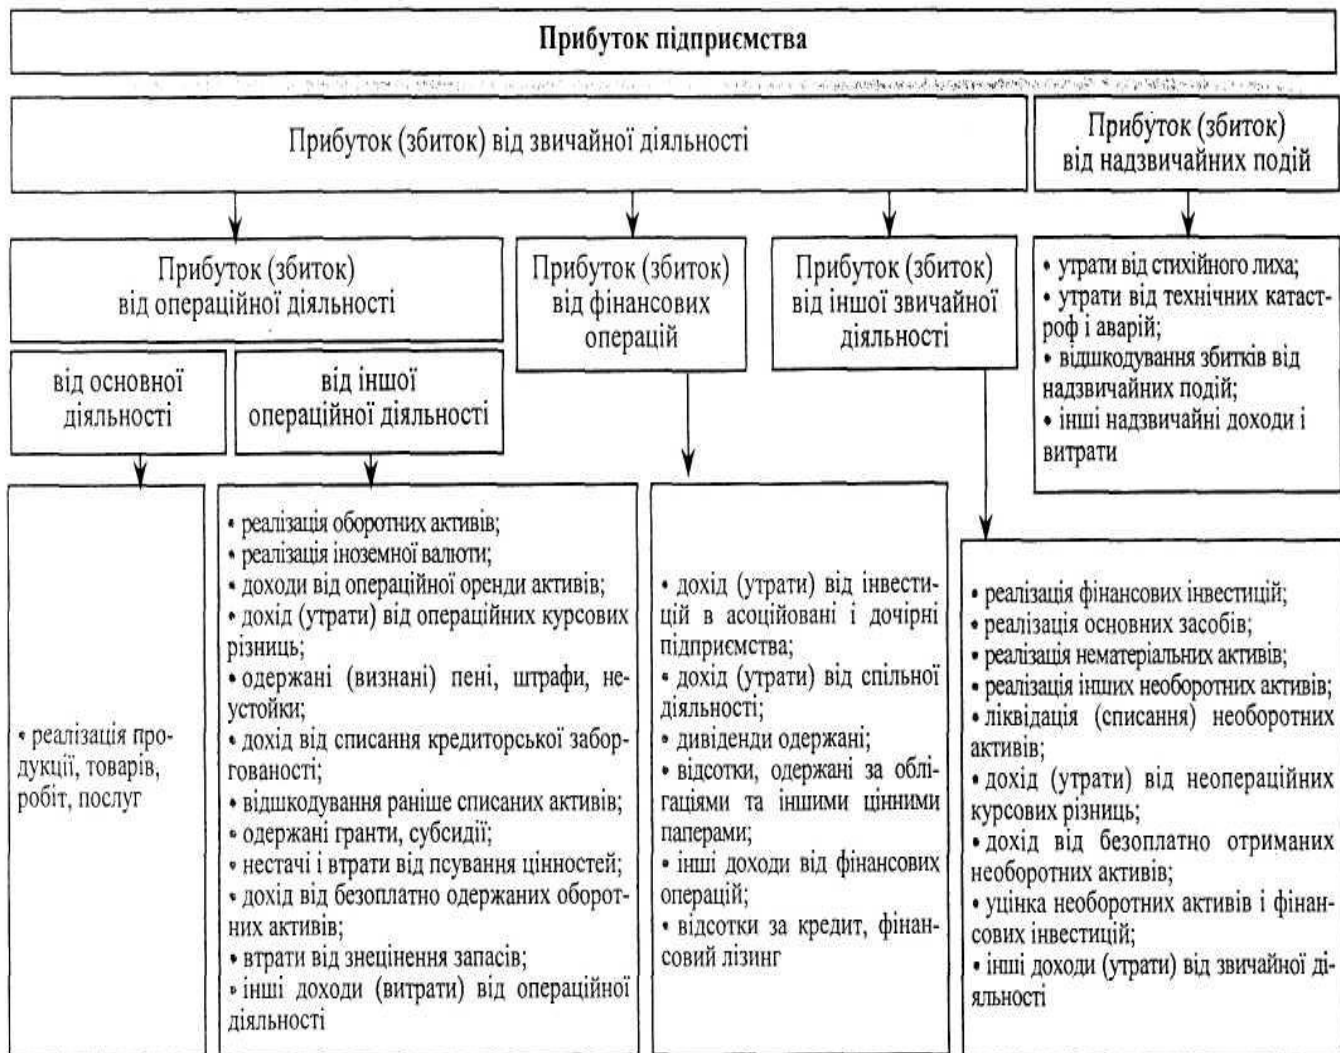 Прибуток підприємства
Прибуток (збиток) від звичайної діяльності
Прибуток (збиток)
від надзвичайних подій
Прибуток (збиток)
від операційної діяльності
Прибуток (збиток)
від фінансових
операцій
Прибуток (збиток)
від іншої звичайної
діяльності
• утрати від стихійного лиха;
• утрати від технічних катаст-
роф і аварій;
• відшкодування збитків від
надзвичайних подій;
• інші надзвичайні доходи і
витрати
від основної
діяльності
від іншої
операційної діяльності
• реалізація про-
дукції, товарів,
робіт, послуг
• реалізація оборотних активів;
• реалізація іноземної валюти;
• доходи від операційної оренди активів;
• дохід (утрати) від операційних курсових
різниць;
• одержані (визнані) пені, штрафи, не-
устойки;
• дохід від списання кредиторської забор-
гованості;
• відшкодування раніше списаних активів;
• одержані гранти, субсидії;
• нестачі і втрати від псування цінностей;
• дохід від безоплатно одержаних оборот-
них активів;
• втрати від знецінення запасів;
• інші доходи (витрати) від операційної
діяльності
• дохід (утрати) від інвести-
цій в асоційовані і дочірні
підприємства;
• дохід (утрати) від спільної
діяльності;
• дивіденди одержані;
• відсотки, одержані за облі-
гаціями та іншими цінними
паперами;
• інші доходи від фінансових
операцій;
• відсотки за кредит, фінан-
совий лізинг
• реалізація фінансових інвестицій;
• реалізація основних засобів;
• реалізація нематеріальних активів;
• реалізація інших необоротних активів;
• ліквідація (списання) необоротних
активів;
• дохід (утрати) від неопераційних
курсових різниць;
• дохід від безоплатно отриманих
необоротних активів;
• уцінка необоротних активів і фінан-
сових інвестицій;
• інші доходи (утрати) від звичайної ді-
яльності